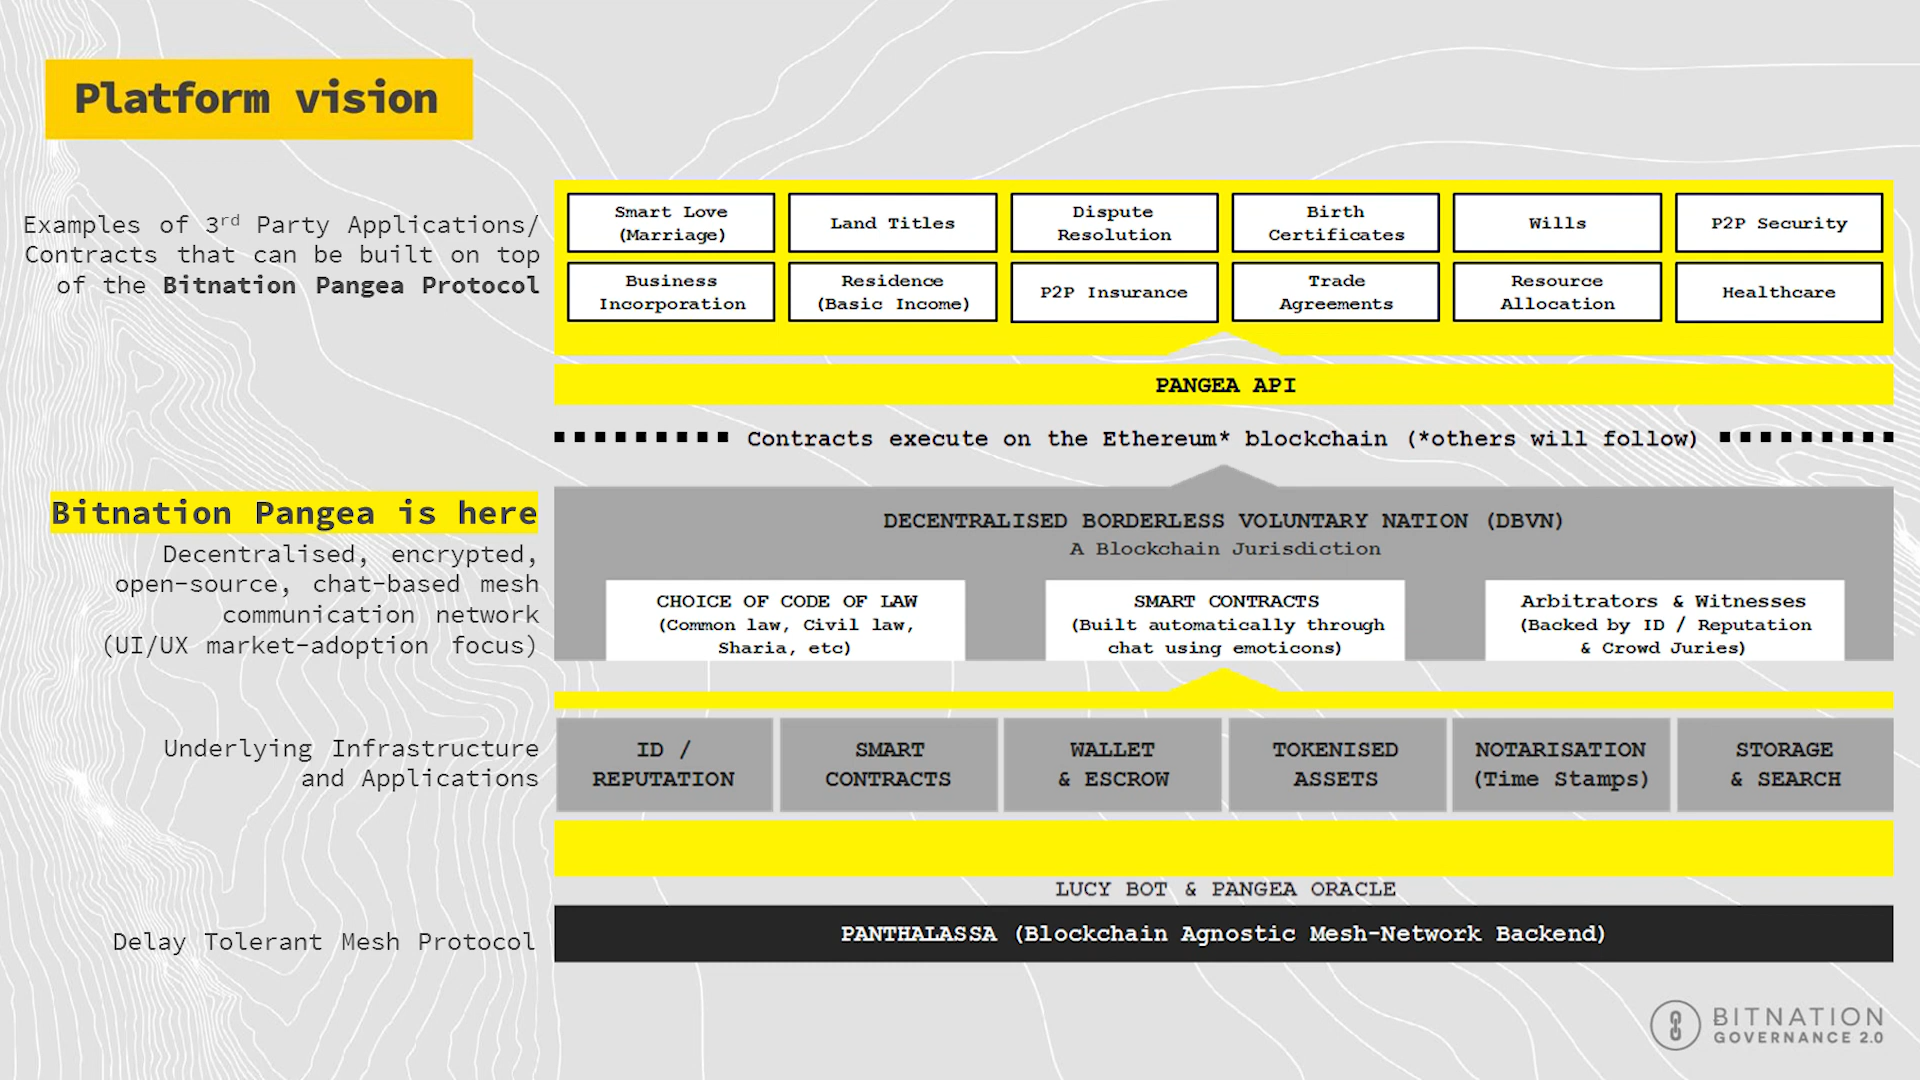 Platform vision
Examples of 3rd Party Applications/
Contracts that can be built on top
of the Bitnation Pangea Protocol
Smart Love
(Marriage)
Land Titles
Dispute
Resolution
Birth
Certificates
Wills
P2P Security
Business
Incorporation
Residence
(Basic Income)
P2P Insurance
Trade
Agreements
Resource
Allocation
Healthcare
PANGEA API
Contracts execute on the Ethereum* blockchain (*others will follow)
Bitnation Pangea is here
Decentralised, encrypted,
open-source, chat-based mesh
communication network
(UI/UX market-adoption focus)
DECENTRALISED BORDERLESS VOLUNTARY NATION (DBVN)
A Blockchain Jurisdiction
CHOICE OF CODE OF LAW
(Common law, Civil law,
Sharia, etc)
SMART CONTRACTS
(Built automatically through
chat using emoticons)
Arbitrators & Witnesses
(Backed by ID / Reputation
& Crowd Juries)
Underlying Infrastructure
and Applications
ID /
REPUTATION
SMART
CONTRACTS
WALLET
& ESCROW
TOKENISED
ASSETS
NOTARISATION
(Time Stamps)
STORAGE
& SEARCH
LUCY BOT & PANGEA ORACLE
Delay Tolerant Mesh Protocol
PANTHALASSA (Blockchain Agnostic Mesh-Network Backend)
BITNATION
GOVERNANCE 2.0